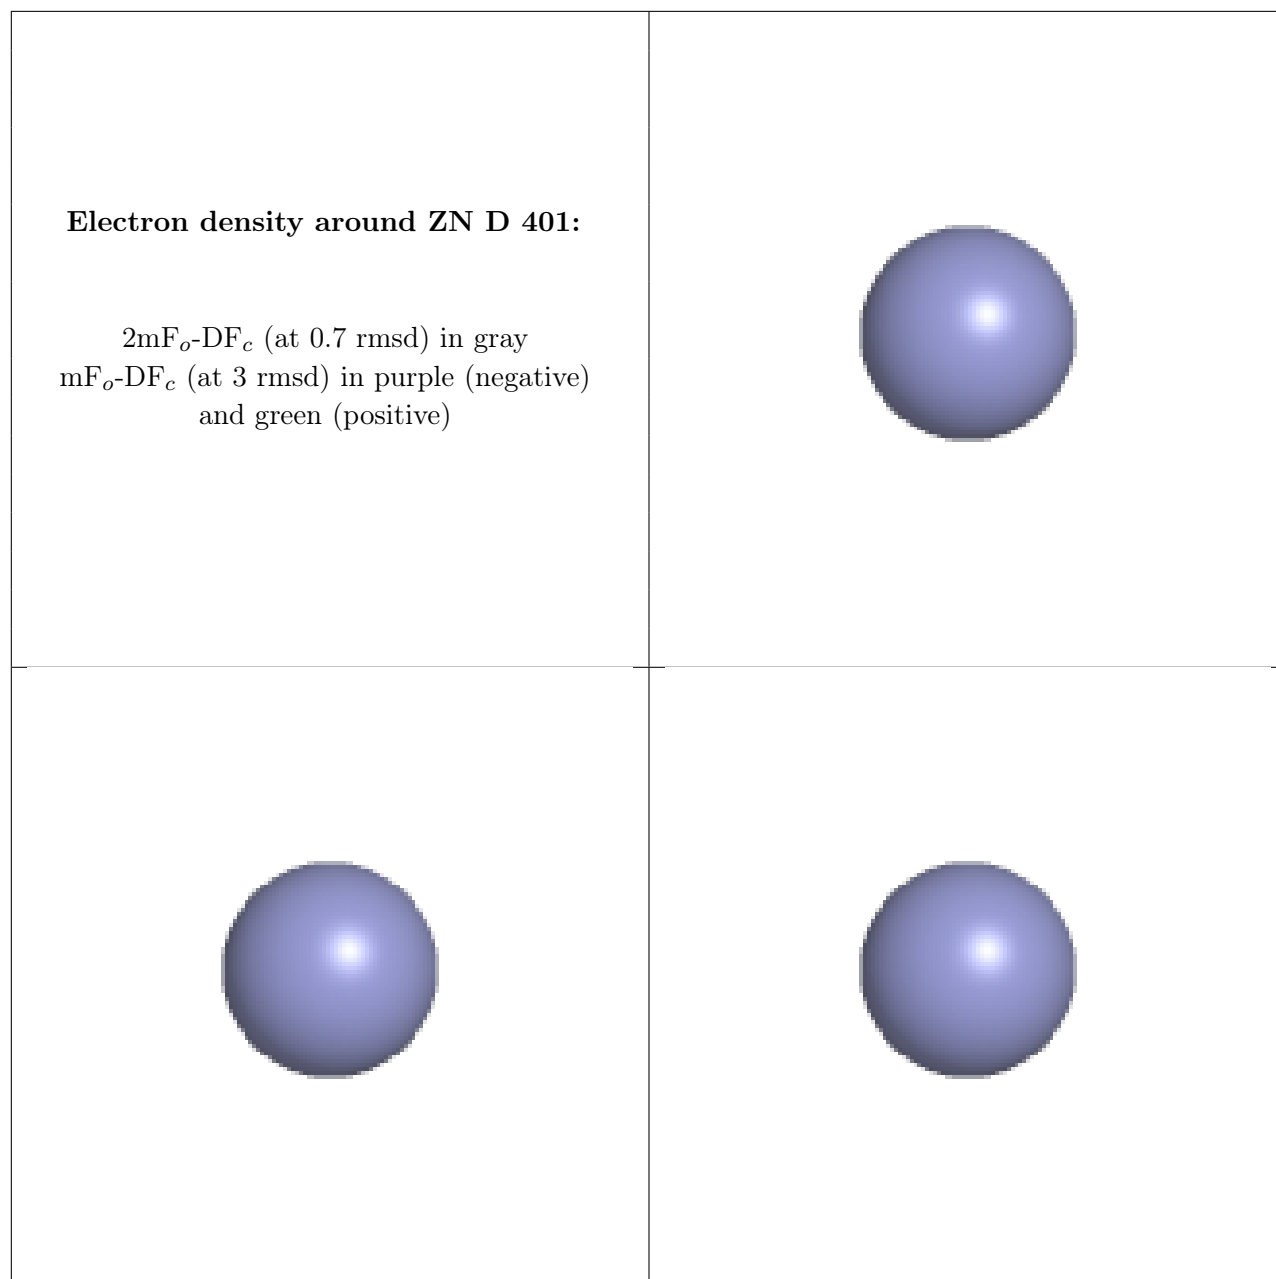 Electron density around ZN D 401:
2mFo-DFc (at 0.7 rmsd) in gray
mFo-DFc (at 3 rmsd) in purple (negative)
and green (positive)